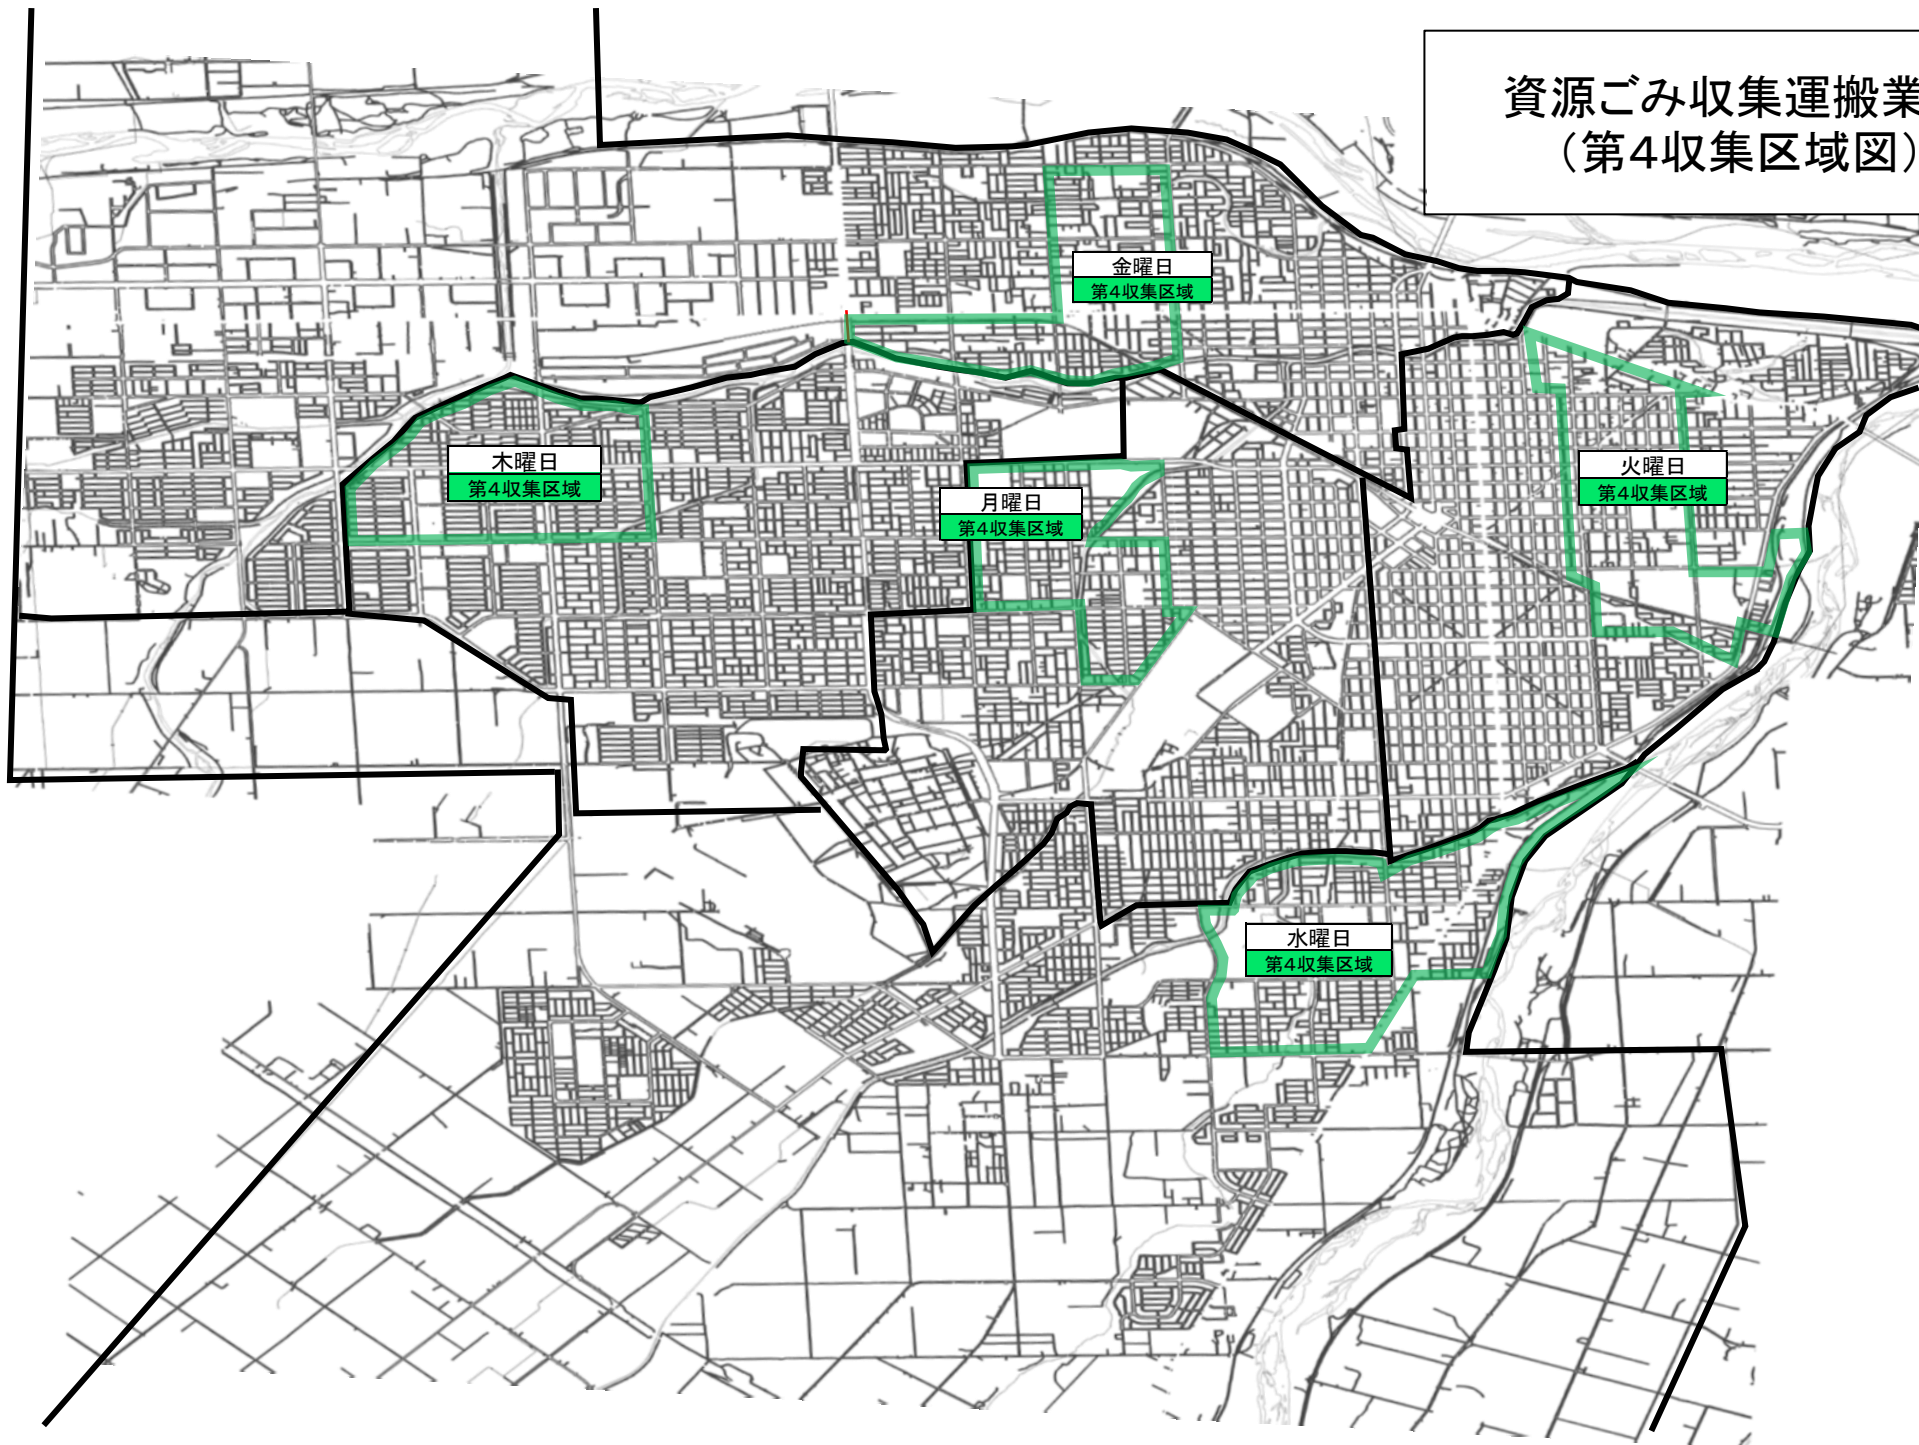 資源ごみ収集運搬業
（第４収集区域図）
金曜日
第4収集区域
木曜日
第4収集区域
火曜日
第4収集区域
月曜日
第4収集区域
水曜日
第4収集区域